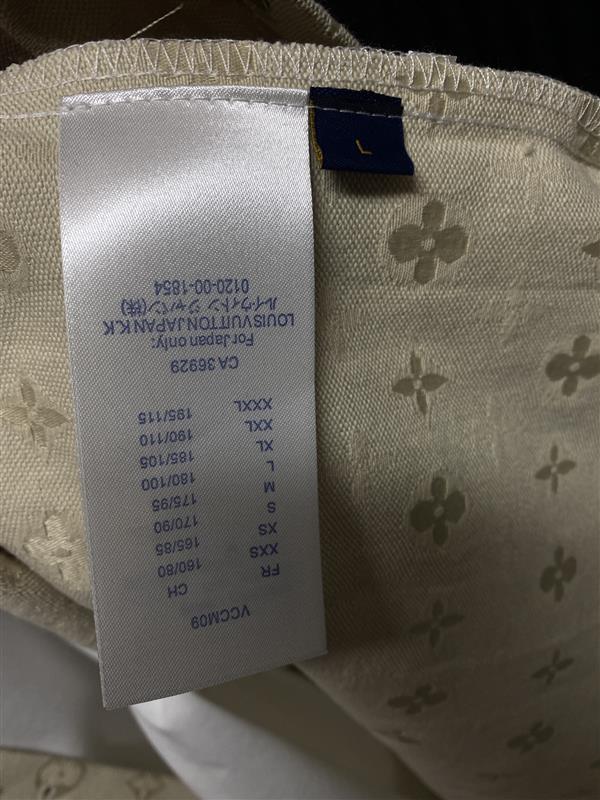 VCCM09
FR CH
XXS 160/80
XS 165/85
S 170/90
M 175/95
L 180/100
XL 185/105
XXL 190/110
XXXL 195/115
CA 36929
For Japan only:
LOUIS VUITTON JAPAN K.K
ルイ・ヴィトン ジャパン(株)
0120-00-1854
L